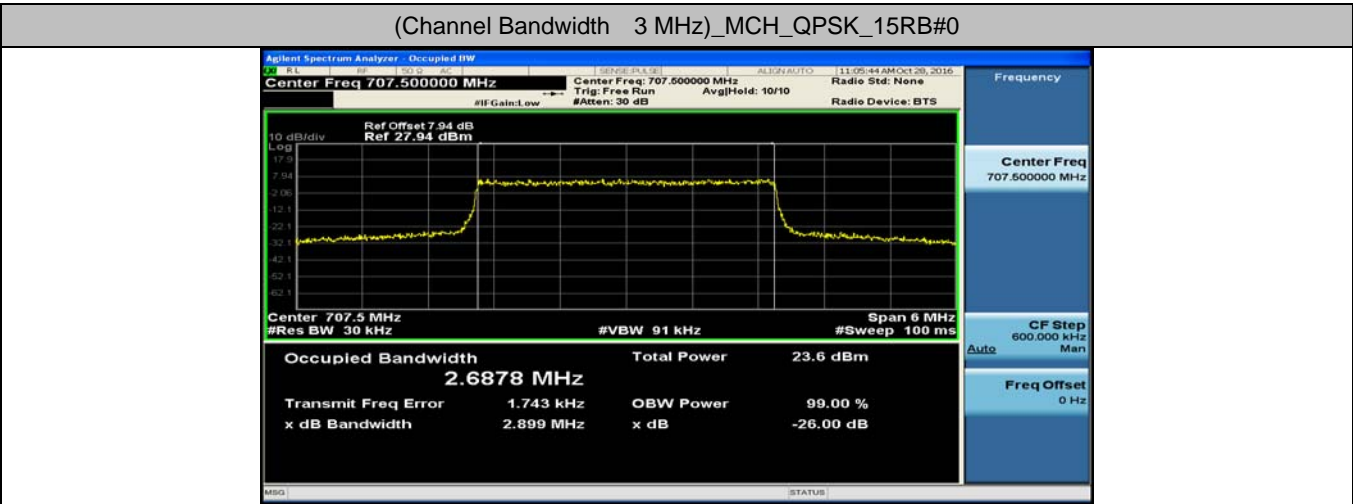 (Channel Bandwidth 3 MHz)_MCH_QPSK_15RB#0
Agilent Spectrum Analyzer - Occupied BW
RL RF 50 Ω AC SENSE:PULSE ALIGN AUTO 11:05:44 AM Oct 28, 2016
Center Freq 707.500000 MHz
Center Freq: 707.500000 MHz
Radio Std: None
Trig: Free Run Avg|Hold: 10/10
#IFGain:Low #Atten: 30 dB
Radio Device: BTS
Frequency
Ref Offset 7.94 dB
10 dB/div Ref 27.94 dBm
Log
17.9
7.94
-2.06
-12.1
-22.1
-32.1
-42.1
-52.1
-62.1
Center 707.5 MHz Span 6 MHz
#Res BW 30 kHz #VBW 91 kHz #Sweep 100 ms
Center Freq
707.500000 MHz
CF Step
600.000 kHz
Auto Man
Freq Offset
0 Hz
Occupied Bandwidth Total Power 23.6 dBm
2.6878 MHz
Transmit Freq Error 1.743 kHz OBW Power 99.00 %
x dB Bandwidth 2.899 MHz x dB -26.00 dB
MSG STATUS